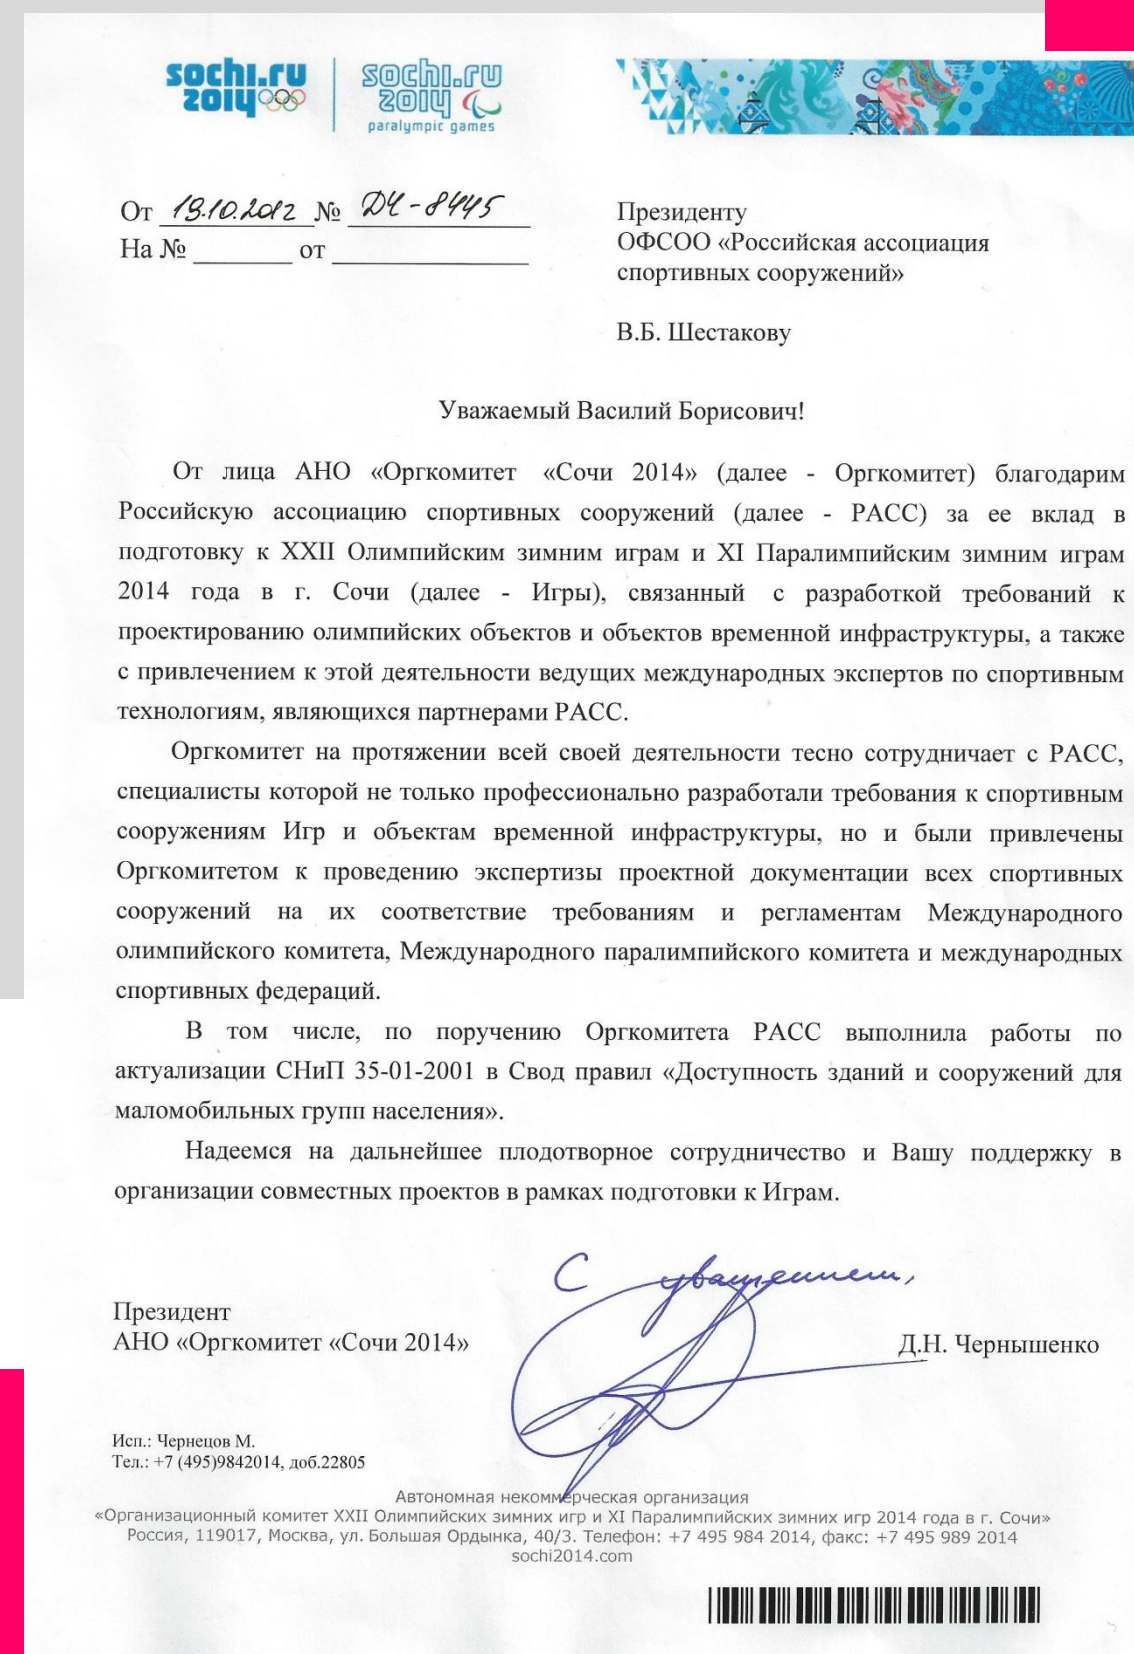 sochi.ru
2014
sochi.ru
2014
paralympic games
От 19.10.2012 № ДЧ-8445
На № ________ от ________________
Президенту
ОФСОО «Российская ассоциация
спортивных сооружений»
В.Б. Шестакову
Уважаемый Василий Борисович!
От лица АНО «Оргкомитет «Сочи 2014» (далее - Оргкомитет) благодарим
Российскую ассоциацию спортивных сооружений (далее - РАСС) за ее вклад в
подготовку к XXII Олимпийским зимним играм и XI Паралимпийским зимним играм
2014 года в г. Сочи (далее - Игры), связанный с разработкой требований к
проектированию олимпийских объектов и объектов временной инфраструктуры, а также
с привлечением к этой деятельности ведущих международных экспертов по спортивным
технологиям, являющихся партнерами РАСС.
Оргкомитет на протяжении всей своей деятельности тесно сотрудничает с РАСС,
специалисты которой не только профессионально разработали требования к спортивным
сооружениям Игр и объектам временной инфраструктуры, но и были привлечены
Оргкомитетом к проведению экспертизы проектной документации всех спортивных
сооружений на их соответствие требованиям и регламентам Международного
олимпийского комитета, Международного паралимпийского комитета и международных
спортивных федераций.
В том числе, по поручению Оргкомитета РАСС выполнила работы по
актуализации СНиП 35-01-2001 в Свод правил «Доступность зданий и сооружений для
маломобильных групп населения».
Надеемся на дальнейшее плодотворное сотрудничество и Вашу поддержку в
организации совместных проектов в рамках подготовки к Играм.
С уважением,
Президент
АНО «Оргкомитет «Сочи 2014»
Д.Н. Чернышенко
Исп.: Чернецов М.
Тел.: +7 (495)9842014, доб.22805
Автономная некоммерческая организация
«Организационный комитет XXII Олимпийских зимних игр и XI Паралимпийских зимних игр 2014 года в г. Сочи»
Россия, 119017, Москва, ул. Большая Ордынка, 40/3. Телефон: +7 495 984 2014, факс: +7 495 989 2014
sochi2014.com